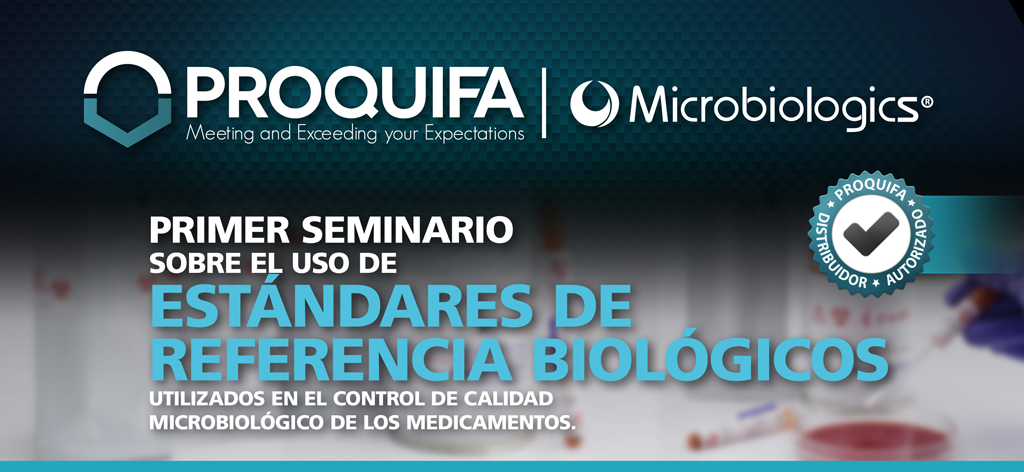 PROQUIFA
Meeting and Exceeding your Expectations
Microbiologics®
PROQUIFA
DISTRIBUIDOR
AUTORIZADO
PRIMER SEMINARIO
SOBRE EL USO DE
ESTÁNDARES DE
REFERENCIA BIOLÓGICOS
UTILIZADOS EN EL CONTROL DE CALIDAD
MICROBIOLÓGICO DE LOS MEDICAMENTOS.